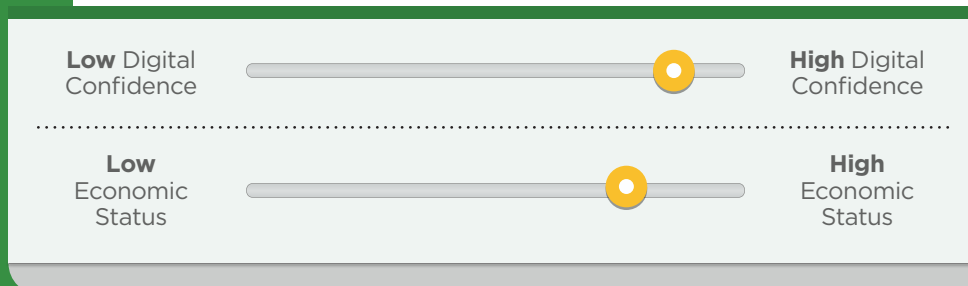 Low Digital
Confidence
High Digital
Confidence
Low
Economic
Status
High
Economic
Status